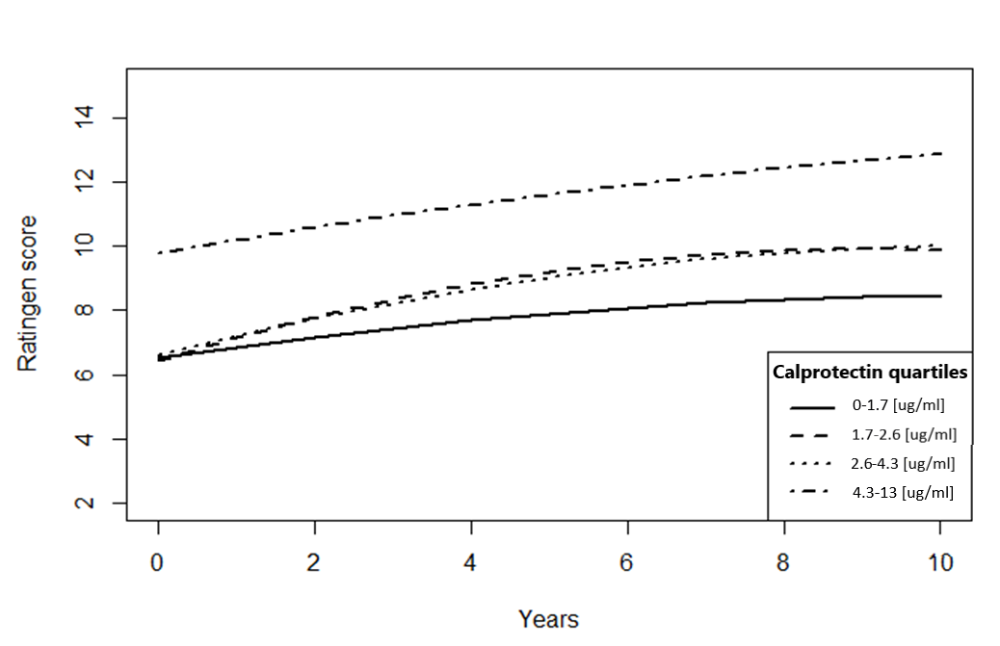 14
12
10
8
6
4
2
Ratingen score
Calprotectin quartiles
0-1.7 [ug/ml]
1.7-2.6 [ug/ml]
2.6-4.3 [ug/ml]
4.3-13 [ug/ml]
0 2 4 6 8 10
Years